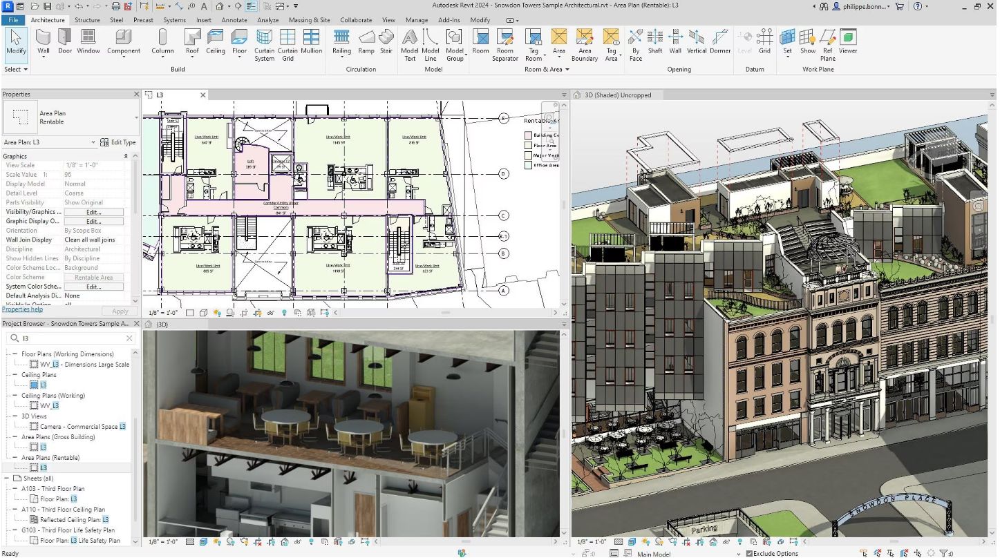 Autodesk Revit 2024 - Snowdon Towers Sample Architectural.rvt - Area Plan (Rentable): L3
philippe.bonn...
File Architecture Structure Steel Precast Systems Insert Annotate Analyze Massing & Site Collaborate View Manage Add-Ins Modify
Modify Wall Door Window Component Column Roof Ceiling Floor Curtain System Curtain Grid Mullion Railing Ramp Stair Model Text Model Line Model Group Room Room Separator Tag Room Area Area Boundary Tag Area By Face Shaft Wall Vertical Dormer Level Grid Set Show Ref Plane Viewer
Select Build Circulation Model Room & Area Opening Datum Work Plane
Properties
Area Plan
Rentable
Area Plan: L3 Edit Type
Graphics
View Scale 1/8" = 1'-0"
Scale Value 1: 96
Display Model Normal
Detail Level Coarse
Parts Visibility Show Original
Visibility/Graphics ... Edit...
Graphic Display O... Edit...
Orientation By Scope Box
Wall Join Display Clean all wall joins
Discipline Architectural
Show Hidden Lines By Discipline
Color Scheme Loc... Background
Color Scheme Rentable Area
System Color Sche... Edit...
Default Analysis Di... None
Properties help Apply
Project Browser - Snowdon Towers Sample A...
l3
Floor Plans (Working Dimensions)
WV_L3 - Dimensions Large Scale
Ceiling Plans
L3
Ceiling Plans (Working)
WV_L3
3D Views
Camera - Commercial Space L3
Area Plans (Gross Building)
L3
Area Plans (Rentable)
L3
Sheets (all)
A103 - Third Floor Plan
Floor Plan: L3
A110 - Third Floor Ceiling Plan
Reflected Ceiling Plan: L3
G103 - Third Floor Life Safety Plan
Floor Plan: L3 Life Safety Plan
L3
Live/Work Unit
647 SF
Live/Work Unit
1145 SF
Live/Work Unit
816 SF
Loft
189 SF
Corridor/Utility (Floor
Common)
841 SF
Live/Work Unit
885 SF
Live/Work Unit
1190 SF
244 SF
Live/Work Unit
623 SF
E
D
C
B.1
B
A
Floor Area
Office Area
1/8" = 1'-0"
{3D}
1/8" = 1'-0"
3D (Shaded) Uncropped
SNOWDON PLACE
Parking
1/8" = 1'-0"
Ready
:0
Main Model
Exclude Options
:0